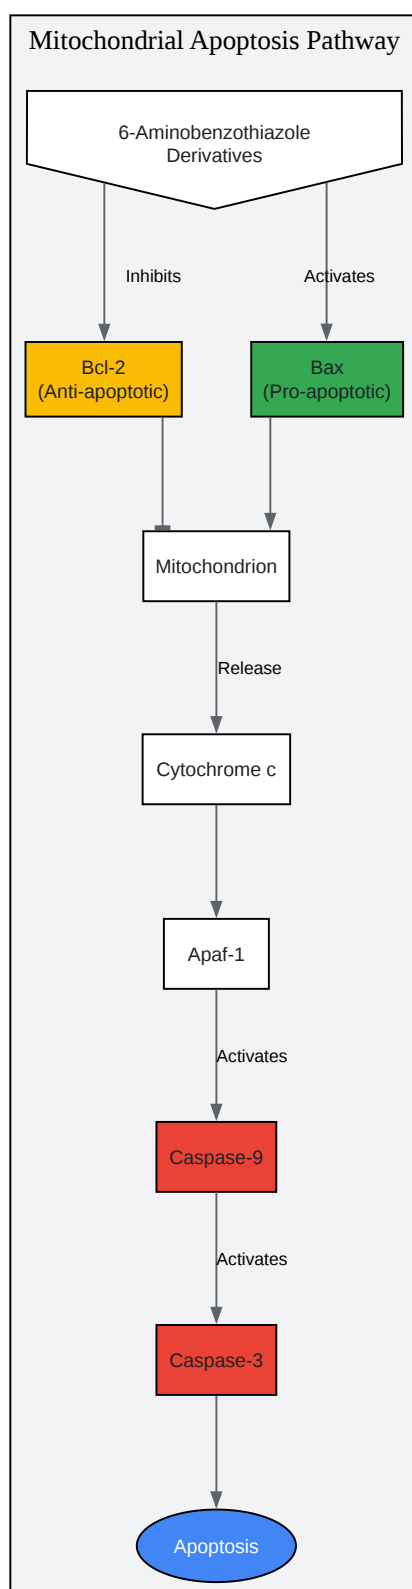 Mitochondrial Apoptosis Pathway
6-Aminobenzothiazole
Derivatives
Inhibits
Activates
Bcl-2
(Anti-apoptotic)
Bax
(Pro-apoptotic)
Mitochondrion
Release
Cytochrome c
Apaf-1
Activates
Caspase-9
Activates
Caspase-3
Apoptosis